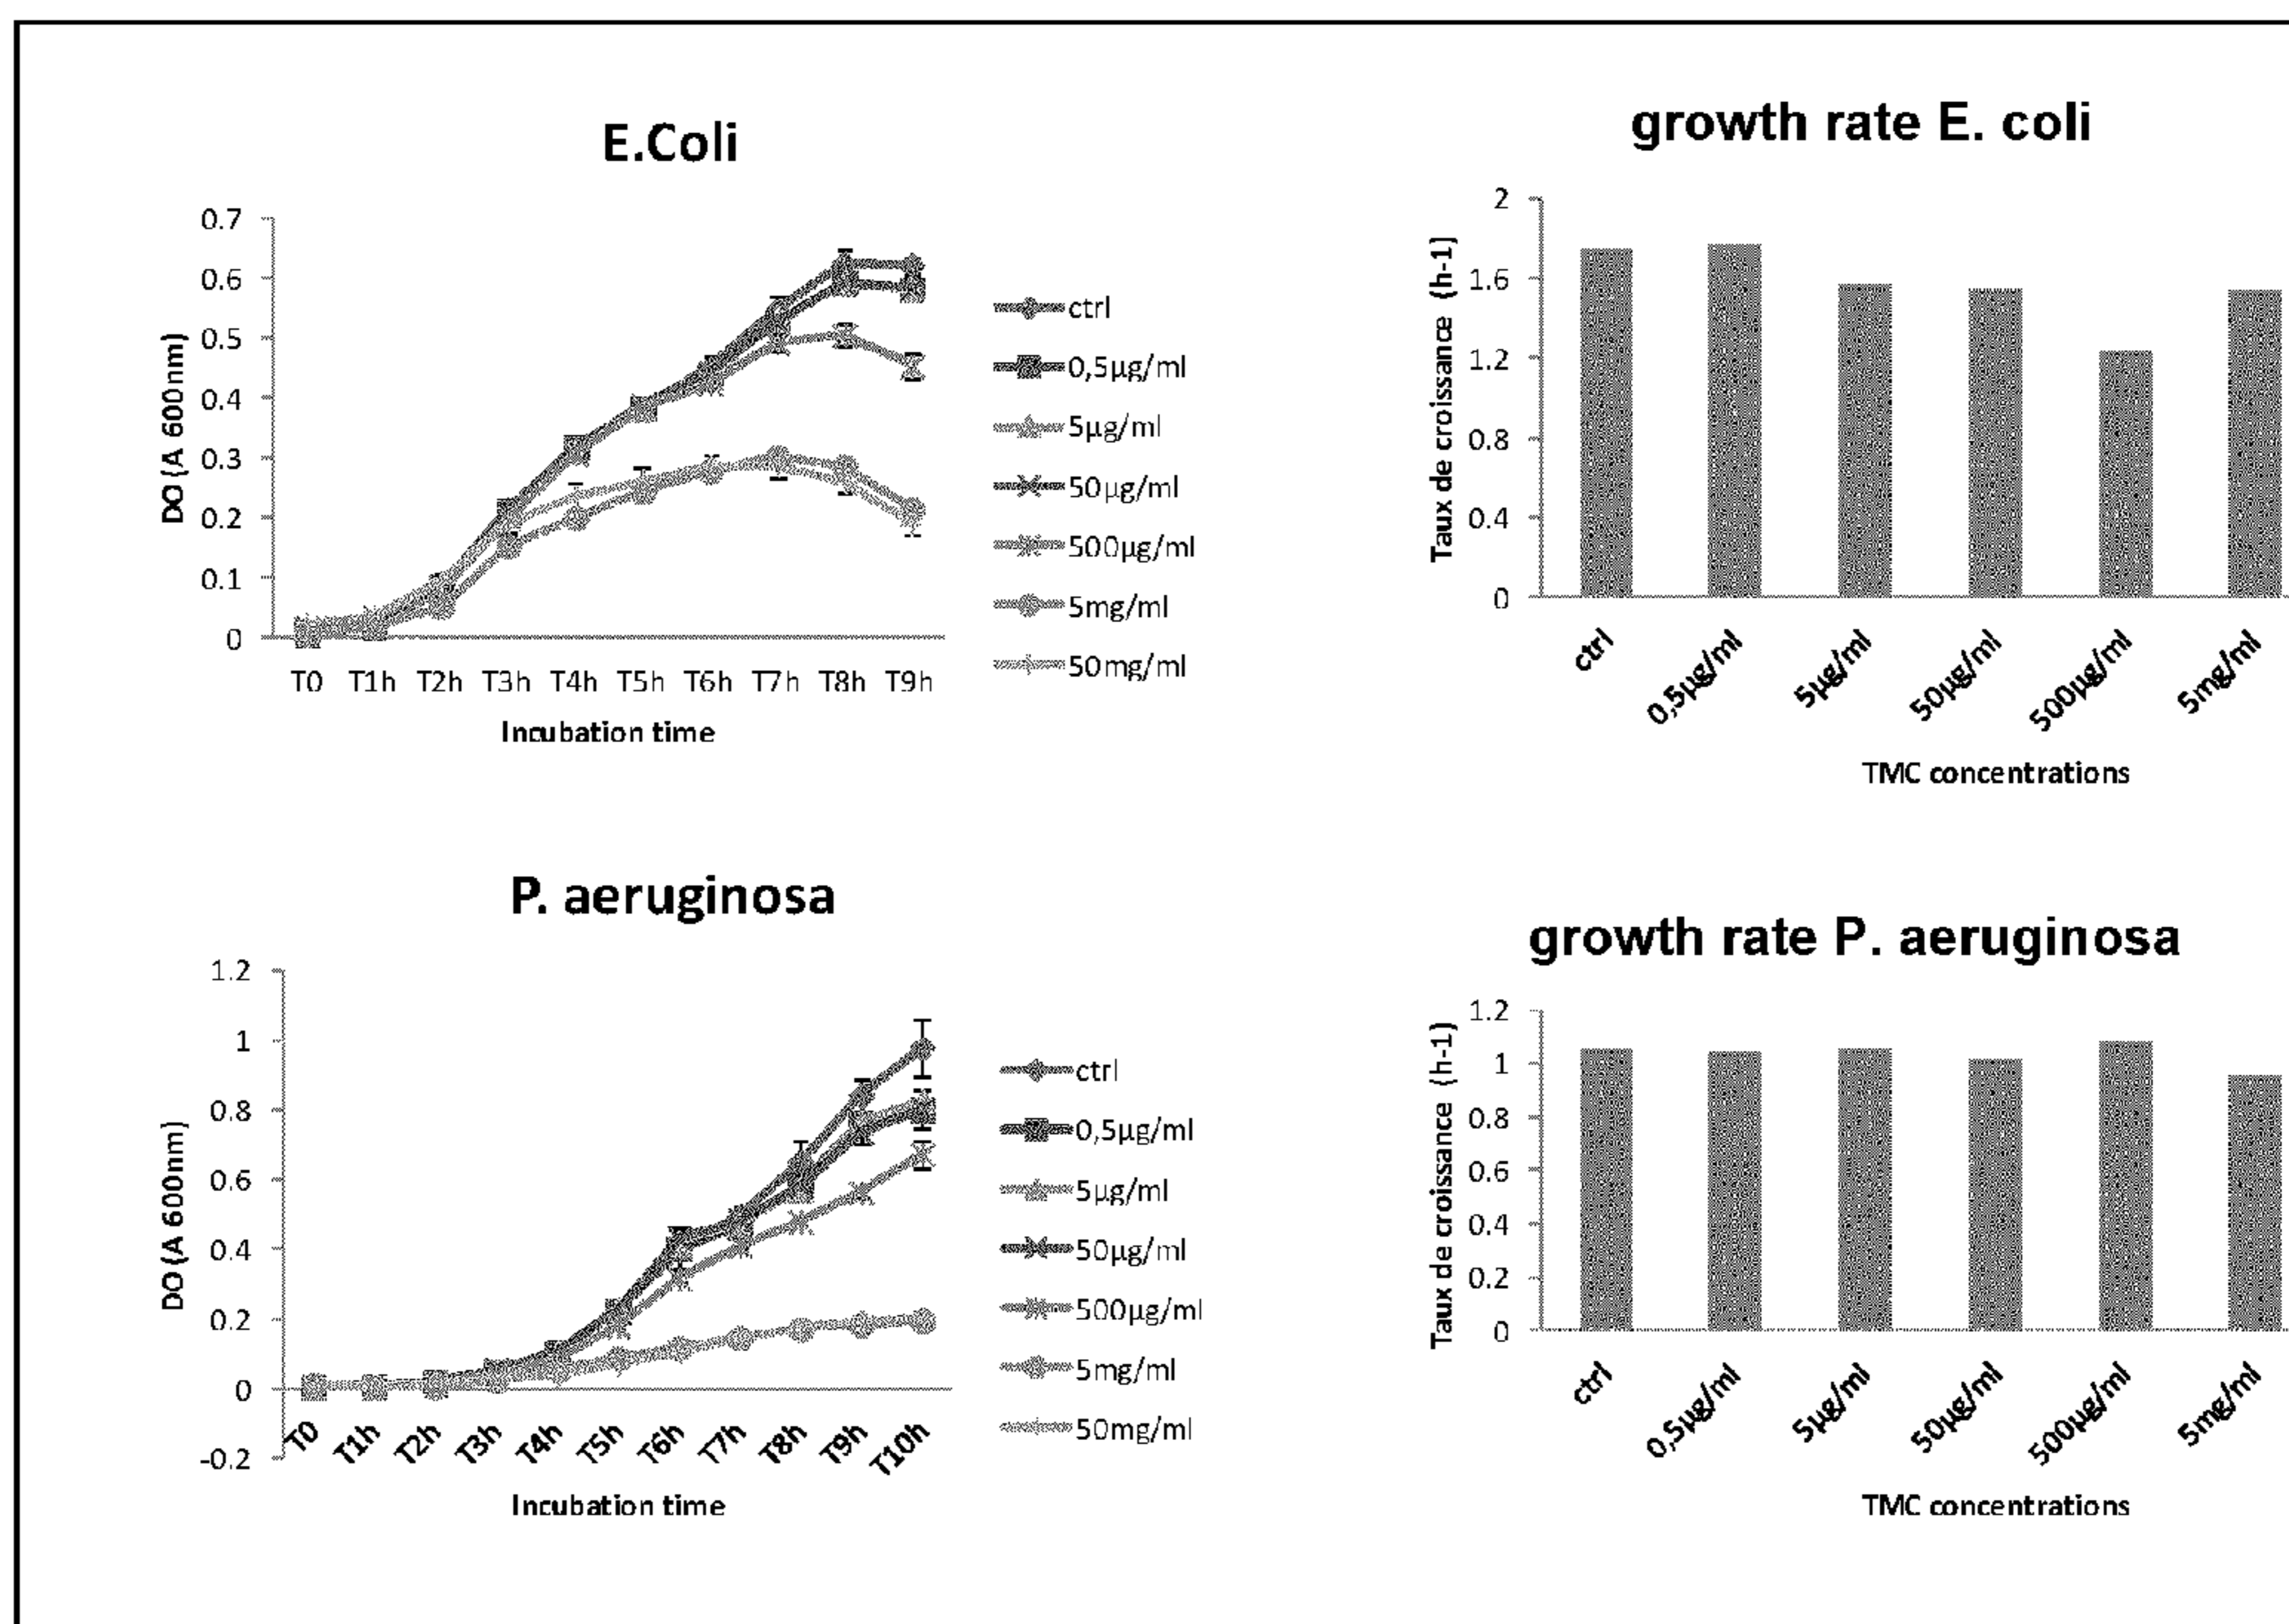 E.Coli
0.7
0.6
0.5
0.4
0.3
0.2
0.1
0
DO (A 600nm)
T0 T1h T2h T3h T4h T5h T6h T7h T8h T9h
Incubation time
ctrl
0,5µg/ml
5µg/ml
50µg/ml
500µg/ml
5mg/ml
50mg/ml
growth rate E. coli
2
1.6
1.2
0.8
0.4
0
Taux de croissance (h-1)
ctrl 0,5µg/ml 5µg/ml 50µg/ml 500µg/ml 5mg/ml
TMC concentrations
P. aeruginosa
1.2
1
0.8
0.6
0.4
0.2
0
-0.2
DO (A 600nm)
T0 T1h T2h T3h T4h T5h T6h T7h T8h T9h T10h
Incubation time
ctrl
0,5µg/ml
5µg/ml
50µg/ml
500µg/ml
5mg/ml
50mg/ml
growth rate P. aeruginosa
1.2
1
0.8
0.6
0.4
0.2
0
Taux de croissance (h-1)
ctrl 0,5µg/ml 5µg/ml 50µg/ml 500µg/ml 5mg/ml
TMC concentrations